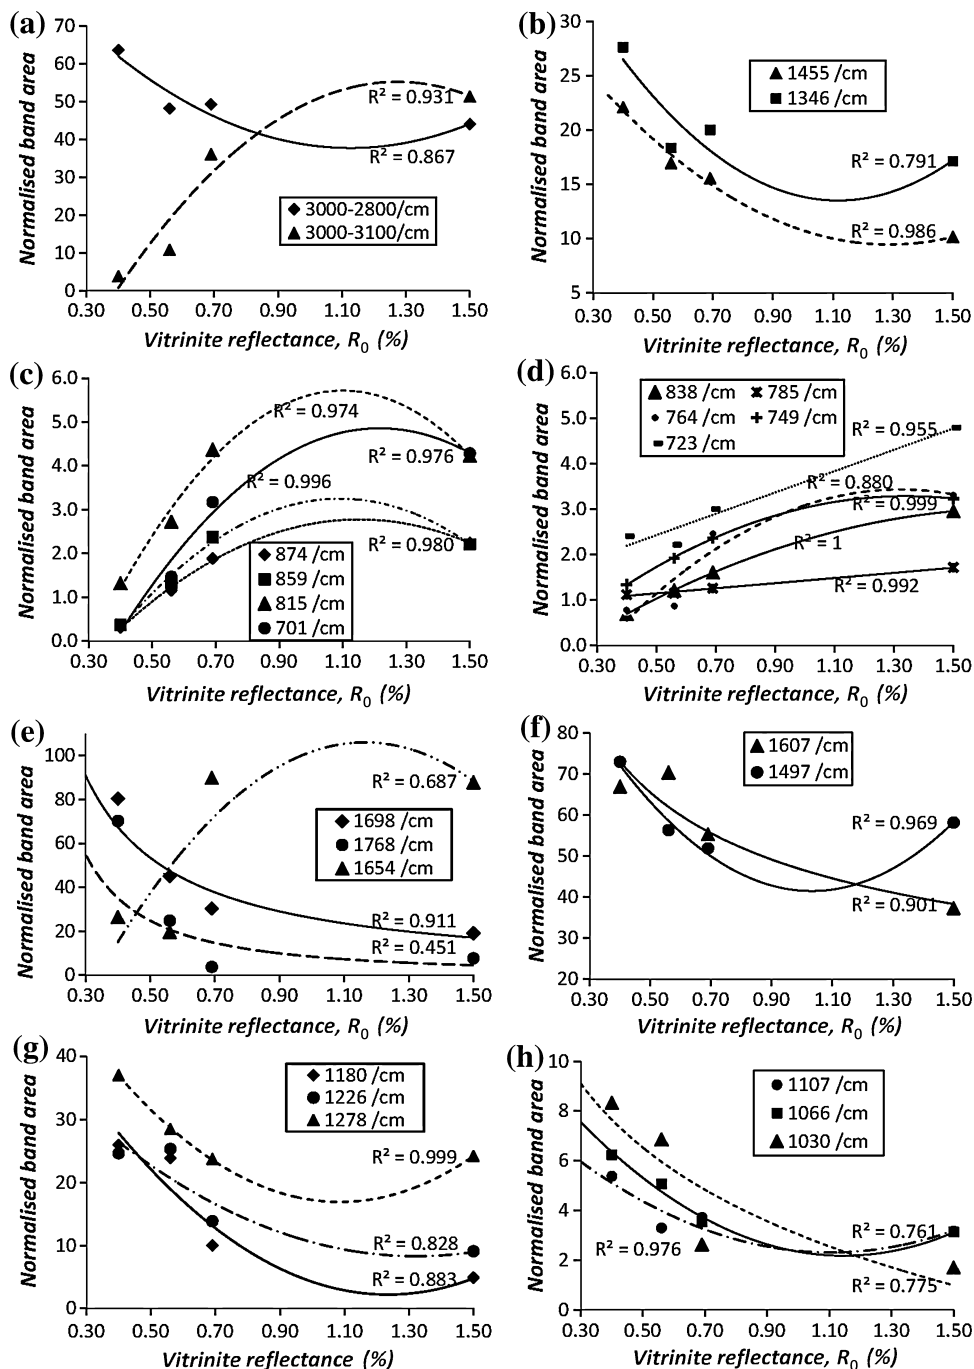 (a)
Normalised band area
70
60
50
40
30
20
10
0
R² = 0.931
R² = 0.867
3000-2800/cm
3000-3100/cm
0.30 0.50 0.70 0.90 1.10 1.30 1.50
Vitrinite reflectance, R0 (%)
(b)
Normalised band area
30
25
20
15
10
5
1455/cm
1346/cm
R² = 0.791
R² = 0.986
0.30 0.50 0.70 0.90 1.10 1.30 1.50
Vitrinite reflectance, R0 (%)
(c)
Normalised band area
6.0
5.0
4.0
3.0
2.0
1.0
0.0
R² = 0.974
R² = 0.976
R² = 0.996
R² = 0.980
874 /cm
859 /cm
815 /cm
701 /cm
0.30 0.50 0.70 0.90 1.10 1.30 1.50
Vitrinite reflectance, R0 (%)
(d)
Normalised band area
6.0
5.0
4.0
3.0
2.0
1.0
0.0
838 /cm 785 /cm
764 /cm 749 /cm
723 /cm
R² = 0.955
R² = 0.880
R² = 0.999
R² = 1
R² = 0.992
0.30 0.50 0.70 0.90 1.10 1.30 1.50
Vitrinite reflectance, R0 (%)
(e)
Normalised band area
100
80
60
40
20
0
R² = 0.687
1698 /cm
1768 /cm
1654 /cm
R² = 0.911
R² = 0.451
0.30 0.50 0.70 0.90 1.10 1.30 1.50
Vitrinite reflectance, R0 (%)
(f)
Normalised band area
80
70
60
50
40
30
20
1607 /cm
1497 /cm
R² = 0.969
R² = 0.901
0.30 0.50 0.70 0.90 1.10 1.30 1.50
Vitrinite reflectance, R0 (%)
(g)
Normalised band area
40
30
20
10
0
1180 /cm
1226 /cm
1278 /cm
R² = 0.999
R² = 0.828
R² = 0.883
0.30 0.50 0.70 0.90 1.10 1.30 1.50
Vitrinite reflectance (%)
(h)
Normalised band area
10
8
6
4
2
0
1107/cm
1066 /cm
1030 /cm
R² = 0.761
R² = 0.976
R² = 0.775
0.30 0.50 0.70 0.90 1.10 1.30 1.50
Vitrinite reflectance, R0 (%)